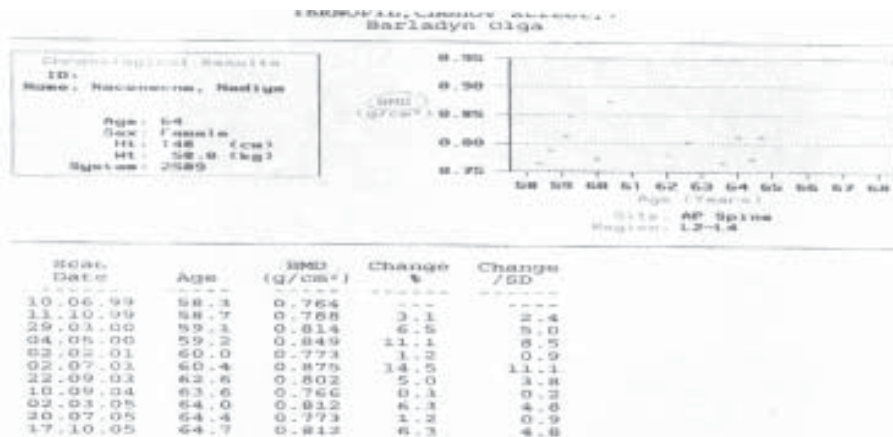 Barladyn Olga
Chronological Results
ID:
Name: Nadiya
Age: 64
Sex: Female
Ht: 148 (cm)
Wt: 50.0 (kg)
System: 2589
BMD
(g/cm²)
0.95
0.90
0.85
0.80
0.75
58 59 60 61 62 63 64 65 66 67 68
Age (Years)
Site: AP Spine
Region: L2-L4
Scan Date Age BMD (g/cm²) Change % Change /SD
10.06.99 58.3 0.764 --- ----
11.10.99 58.7 0.788 3.1 2.4
29.03.00 59.1 0.814 6.5 5.0
04.05.00 59.2 0.849 11.1 8.5
02.02.01 60.0 0.773 1.2 0.9
02.07.01 60.4 0.875 14.5 11.1
22.09.03 62.6 0.802 5.0 3.8
10.09.04 63.6 0.766 0.3 0.2
02.03.05 64.0 0.812 6.3 4.8
20.07.05 64.4 0.773 1.2 0.9
17.10.05 64.7 0.812 6.3 4.8